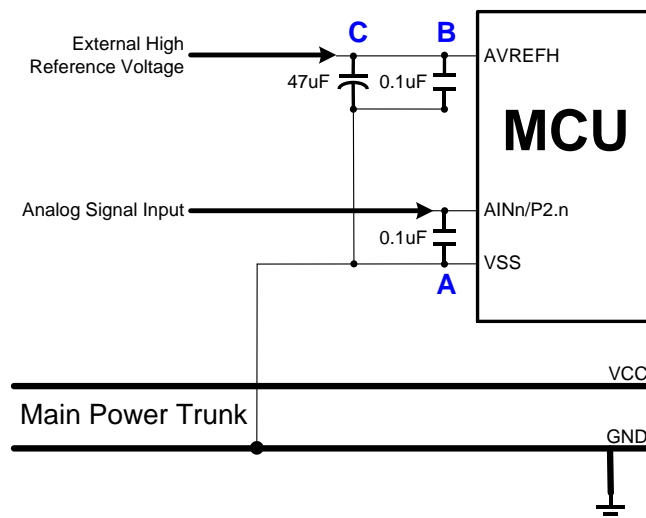 C
B
External High
Reference Voltage
AVREFH
47uF
0.1uF
MCU
Analog Signal Input
AINn/P2.n
0.1uF
VSS
A
VCC
Main Power Trunk
GND